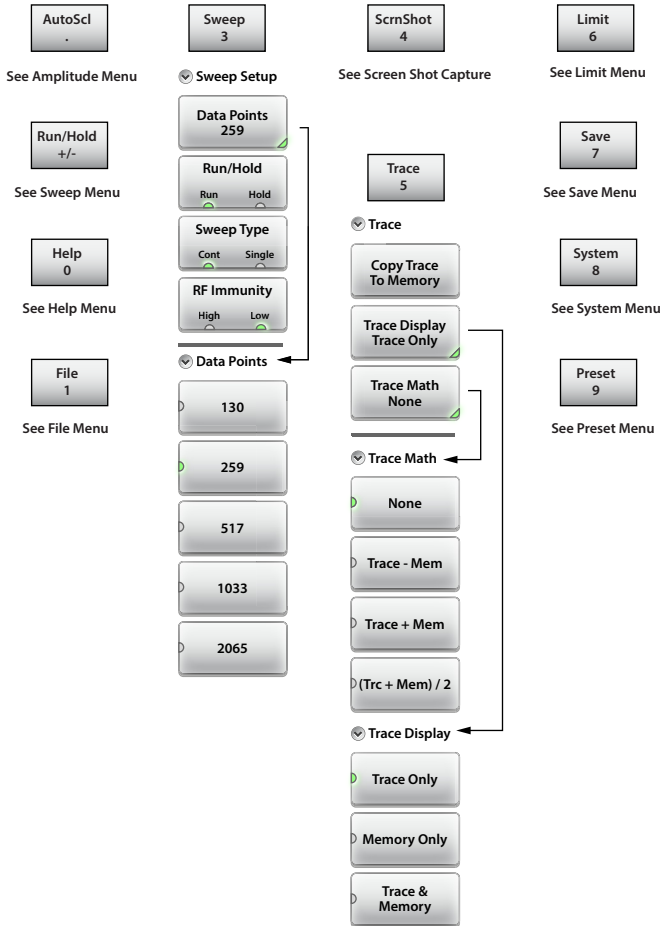 AutoScl
.
See Amplitude Menu
Run/Hold
+/-
See Sweep Menu
Help
0
See Help Menu
File
1
See File Menu
Sweep
3
Sweep Setup
Data Points
259
Run/Hold
Run Hold
Sweep Type
Cont Single
RF Immunity
High Low
Data Points
130
259
517
1033
2065
ScrnShot
4
See Screen Shot Capture
Trace
5
Trace
Copy Trace
To Memory
Trace Display
Trace Only
Trace Math
None
Trace Math
None
Trace - Mem
Trace + Mem
(Trc + Mem) / 2
Trace Display
Trace Only
Memory Only
Trace &
Memory
Limit
6
See Limit Menu
Save
7
See Save Menu
System
8
See System Menu
Preset
9
See Preset Menu